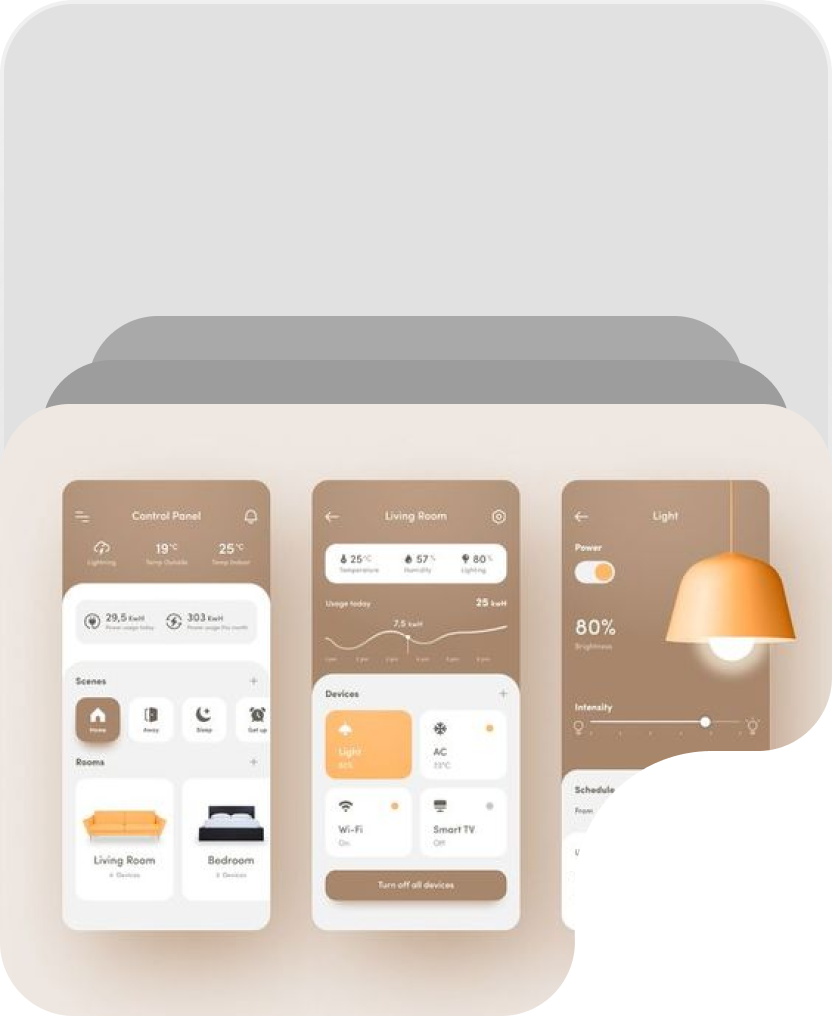 Control Panel
19°C
25°C
Lightning
Temp Outside
Temp Indoor
29,5 KwH
Power usage today
303 KwH
Power usage this month
Scenes
+
Home
Away
Sleep
Get up
Rooms
+
Living Room
4 Devices
Bedroom
Devices
Living Room
25°C
Temperature
57%
Humidity
80%
Lighting
Usage today
25 kwH
7,5 kwH
Devices
+
Light
80%
AC
13°C
Wi-Fi
On
Smart TV
Off
Turn off all devices
Light
Power
80%
Brightness
Intensity
Schedule
From